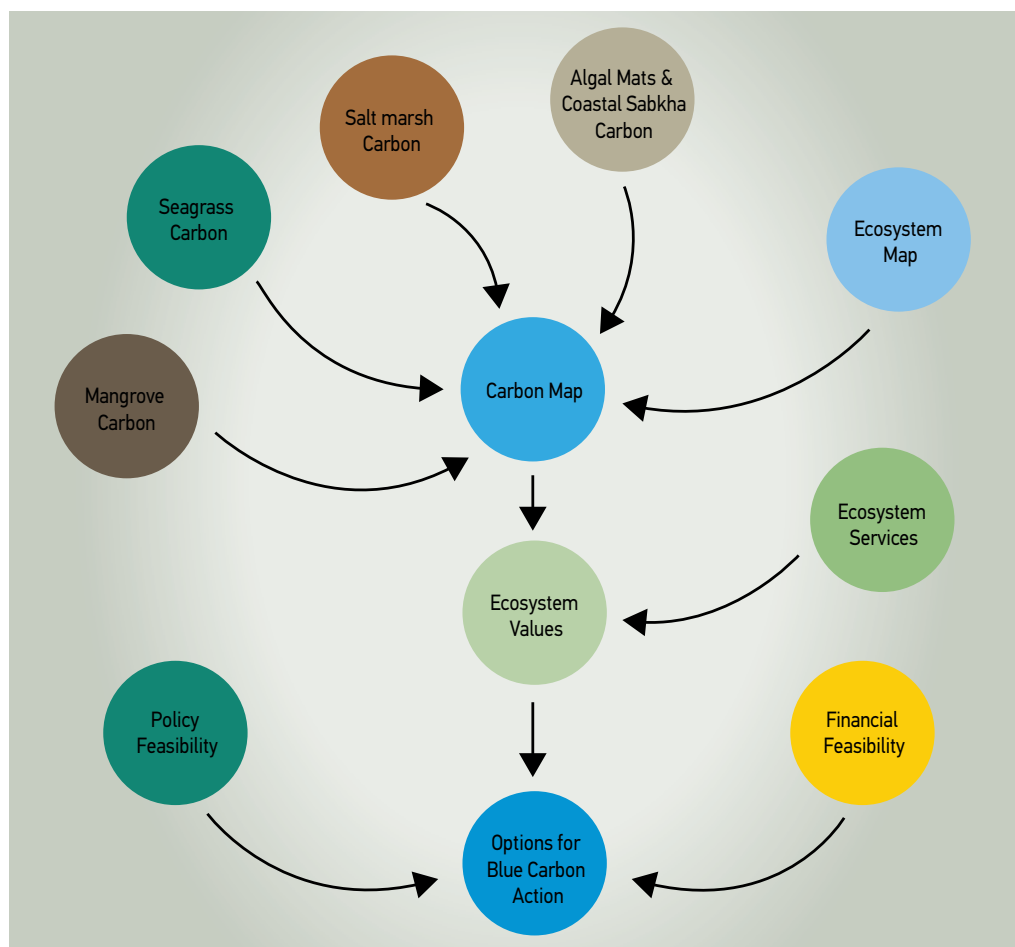 Algal Mats &
Coastal Sabkha
Carbon
Salt marsh
Carbon
Seagrass
Carbon
Ecosystem
Map
Mangrove
Carbon
Carbon Map
Ecosystem
Services
Ecosystem
Values
Policy
Feasibility
Financial
Feasibility
Options for
Blue Carbon
Action